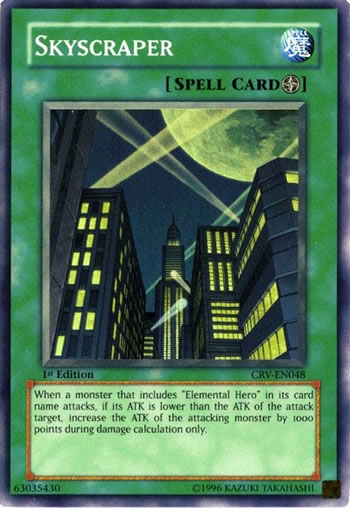 SKYSCRAPER
魔
[SPELL CARD]
1st Edition
CRV-EN048
When a monster that includes "Elemental Hero" in its card
name attacks, if its ATK is lower than the ATK of the attack
target, increase the ATK of the attacking monster by 1000
points during damage calculation only.
63035430
©1996 KAZUKI TAKAHASHI